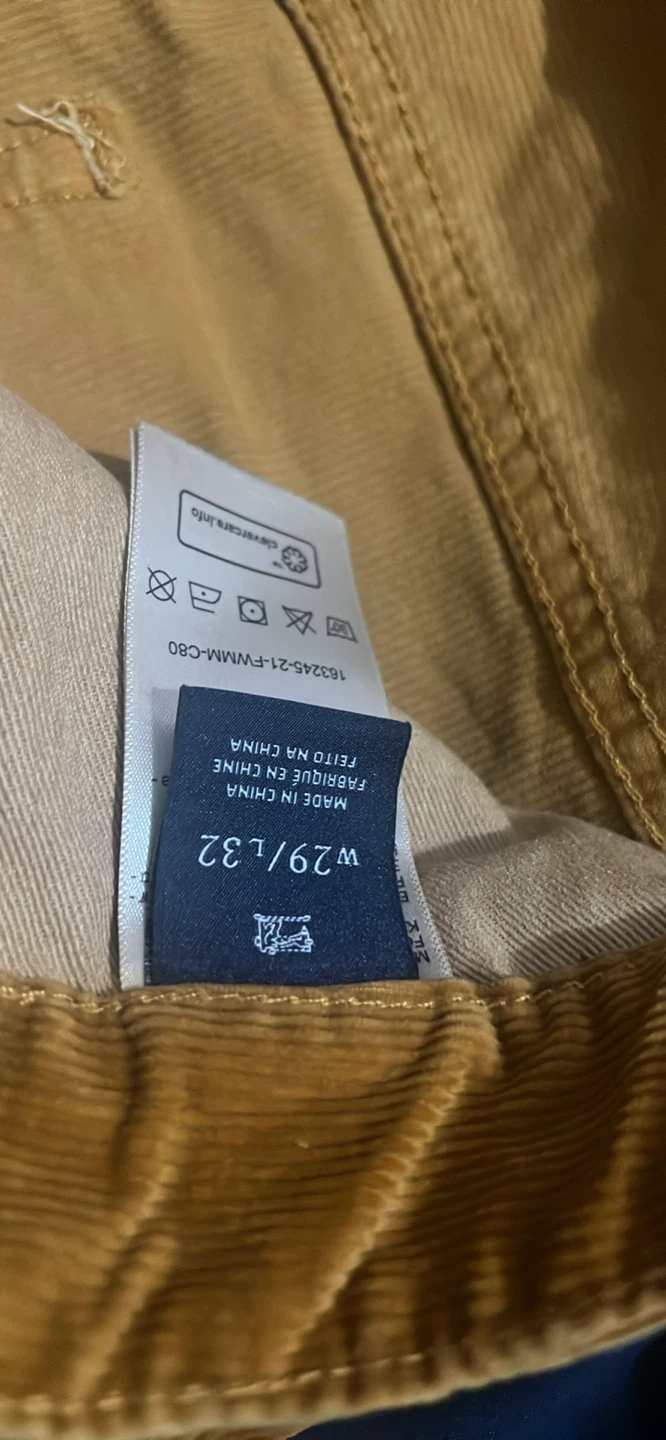 W29/L32
MADE IN CHINA
FABRIQUÉ EN CHINE
FEITO NA CHINA
163245-21-FWMM-C80
clevercare.info